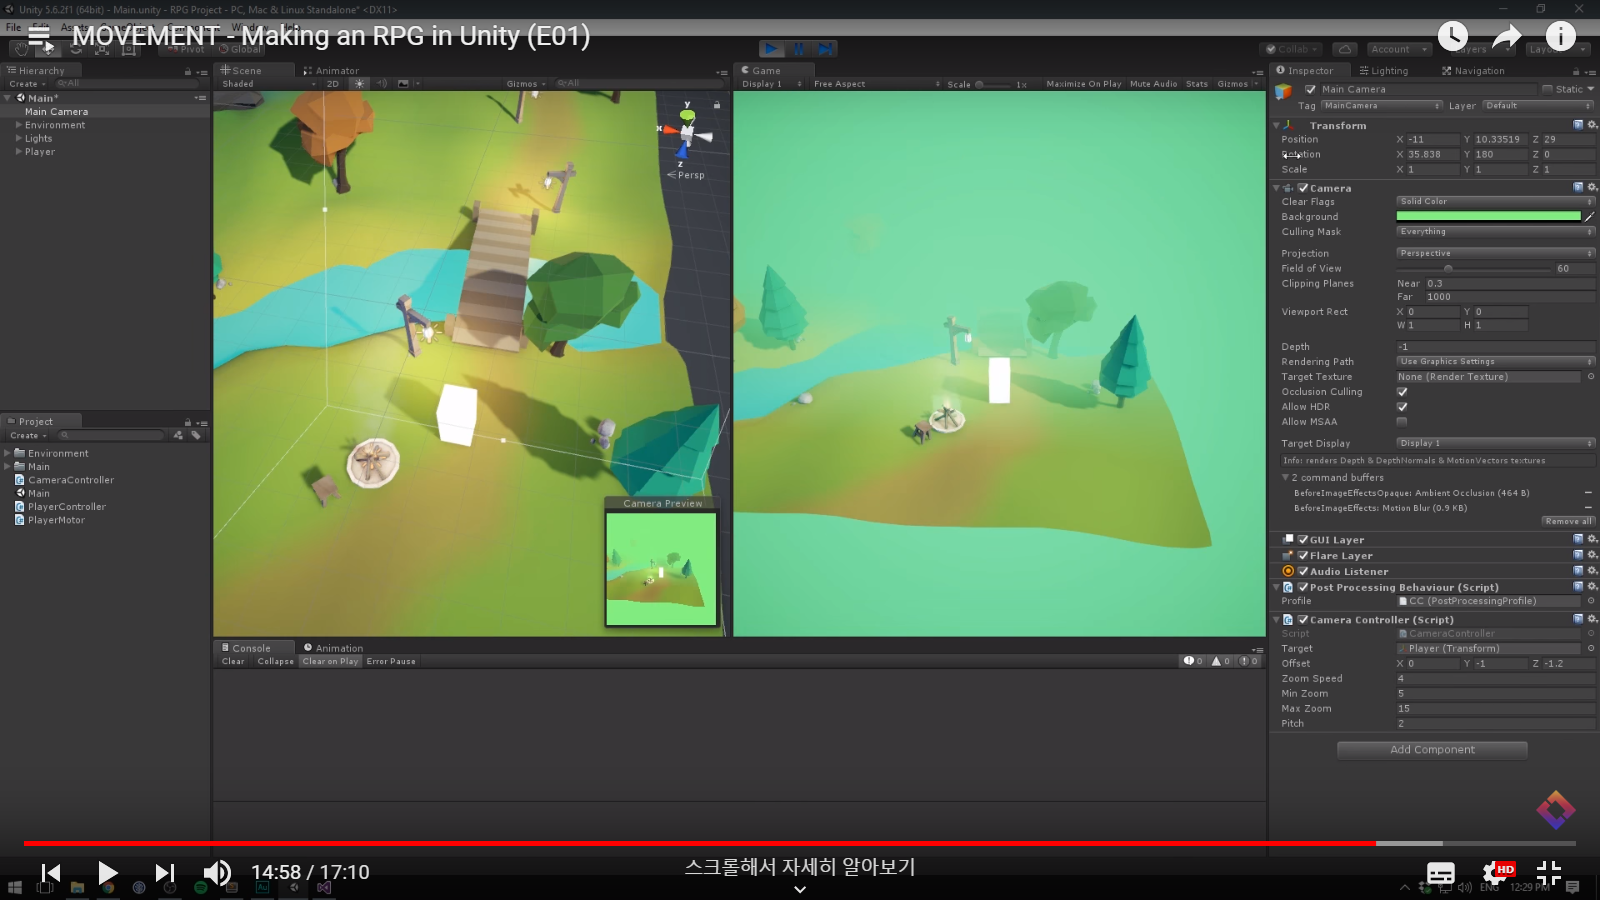 Unity 5.6.2f1 (64bit) - Main.unity - RPG Project - PC, Mac & Linux Standalone* <DX11>
File Edit Assets
MOVEMENT - Making an RPG in Unity (E01)
Pivot Global
Collab Account Layers
Hierarchy
Create All
Main*
Main Camera
Environment
Lights
Player
Scene Animator
Shaded 2D Gizmos All
y
x
z
Persp
Camera Preview
Game
Display 1 Free Aspect Scale 1x Maximize On Play Mute Audio Stats Gizmos
Inspector Lighting Navigation
Main Camera Static
Tag MainCamera Layer Default
Transform
Position X -11 Y 10.33519 Z 29
X 35.838 Y 180 Z 0
Scale X 1 Y 1 Z 1
Camera
Clear Flags Solid Color
Background
Culling Mask Everything
Projection Perspective
Field of View 60
Clipping Planes Near 0.3
Far 1000
Viewport Rect X 0 Y 0
W 1 H 1
Depth -1
Rendering Path Use Graphics Settings
Target Texture None (Render Texture)
Occlusion Culling
Allow HDR
Allow MSAA
Target Display Display 1
Info: renders Depth & DepthNormals & MotionVectors textures
2 command buffers
BeforeImageEffectsOpaque: Ambient Occlusion (464 B)
BeforeImageEffects: Motion Blur (0.9 KB)
Remove all
GUI Layer
Flare Layer
Audio Listener
Post Processing Behaviour (Script)
Profile CC (PostProcessingProfile)
Camera Controller (Script)
Script CameraController
Target Player (Transform)
Offset X 0 Y -1 Z -1.2
Zoom Speed 4
Min Zoom 5
Max Zoom 15
Pitch 2
Add Component
Project
Create
Environment
Main
CameraController
Main
PlayerController
PlayerMotor
Console Animation
Clear Collapse Clear on Play Error Pause 0 0 0
14:58 / 17:10
스크롤해서 자세히 알아보기
HD
ENG 12:29 PM